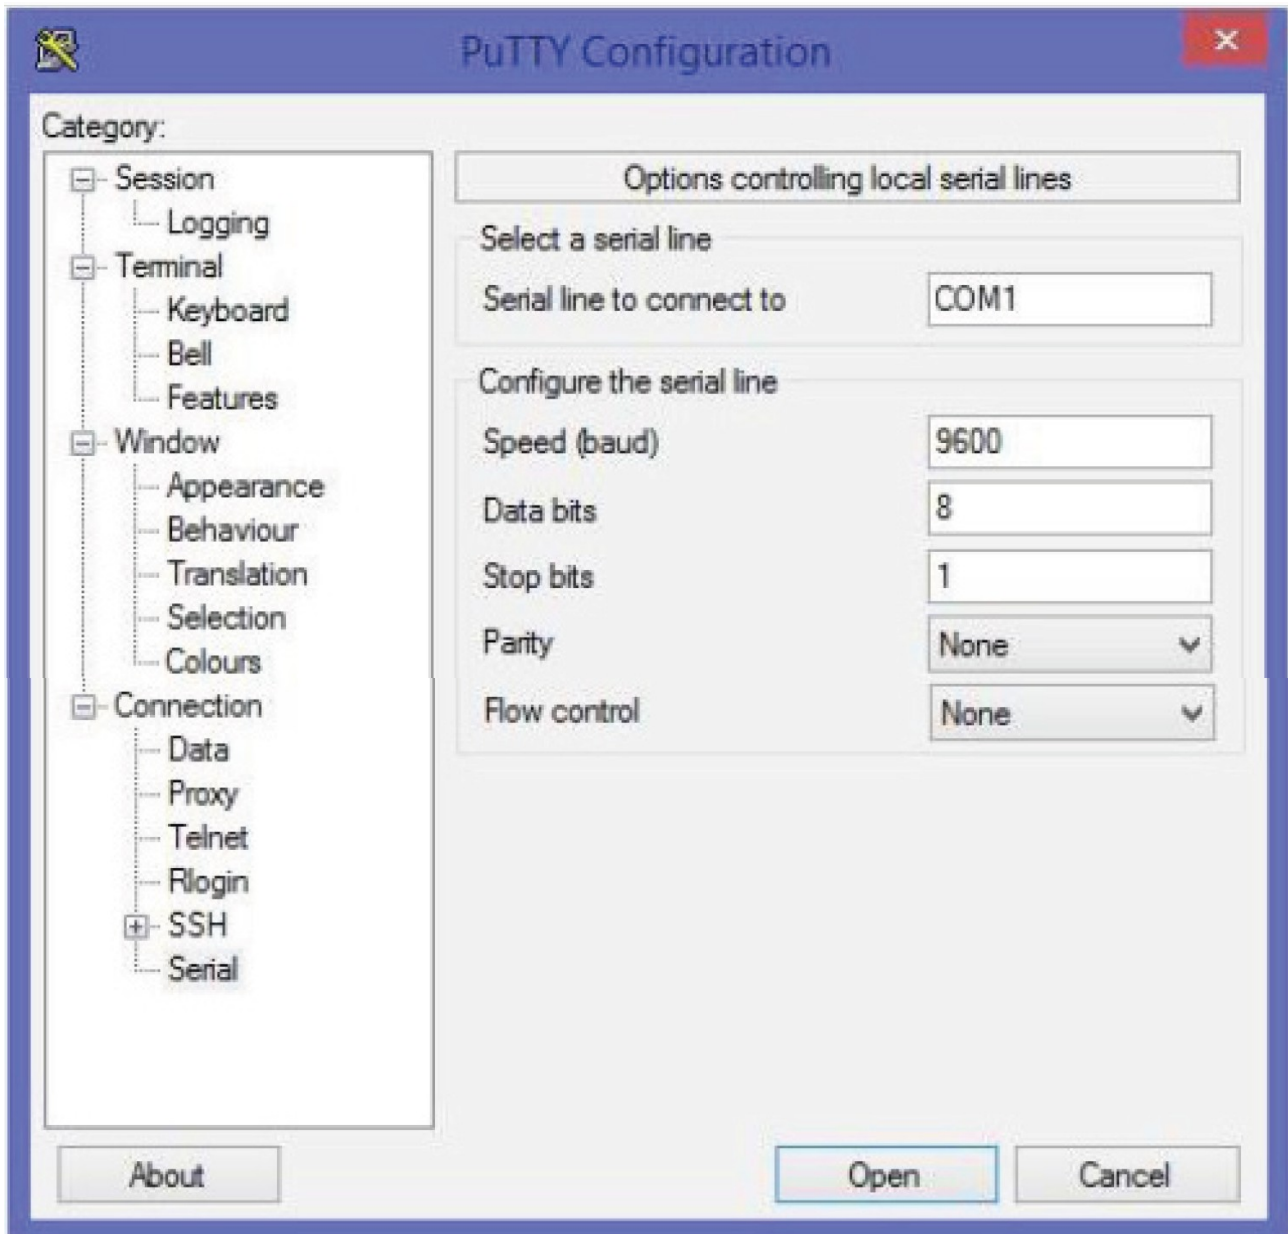 PuTTY Configuration
Category:
Session
Logging
Terminal
Keyboard
Bell
Features
Window
Appearance
Behaviour
Translation
Selection
Colours
Connection
Data
Proxy
Telnet
Rlogin
SSH
Serial
Options controlling local serial lines
Select a serial line
Serial line to connect to COM1
Configure the serial line
Speed (baud) 9600
Data bits 8
Stop bits 1
Parity None
Flow control None
About
Open
Cancel